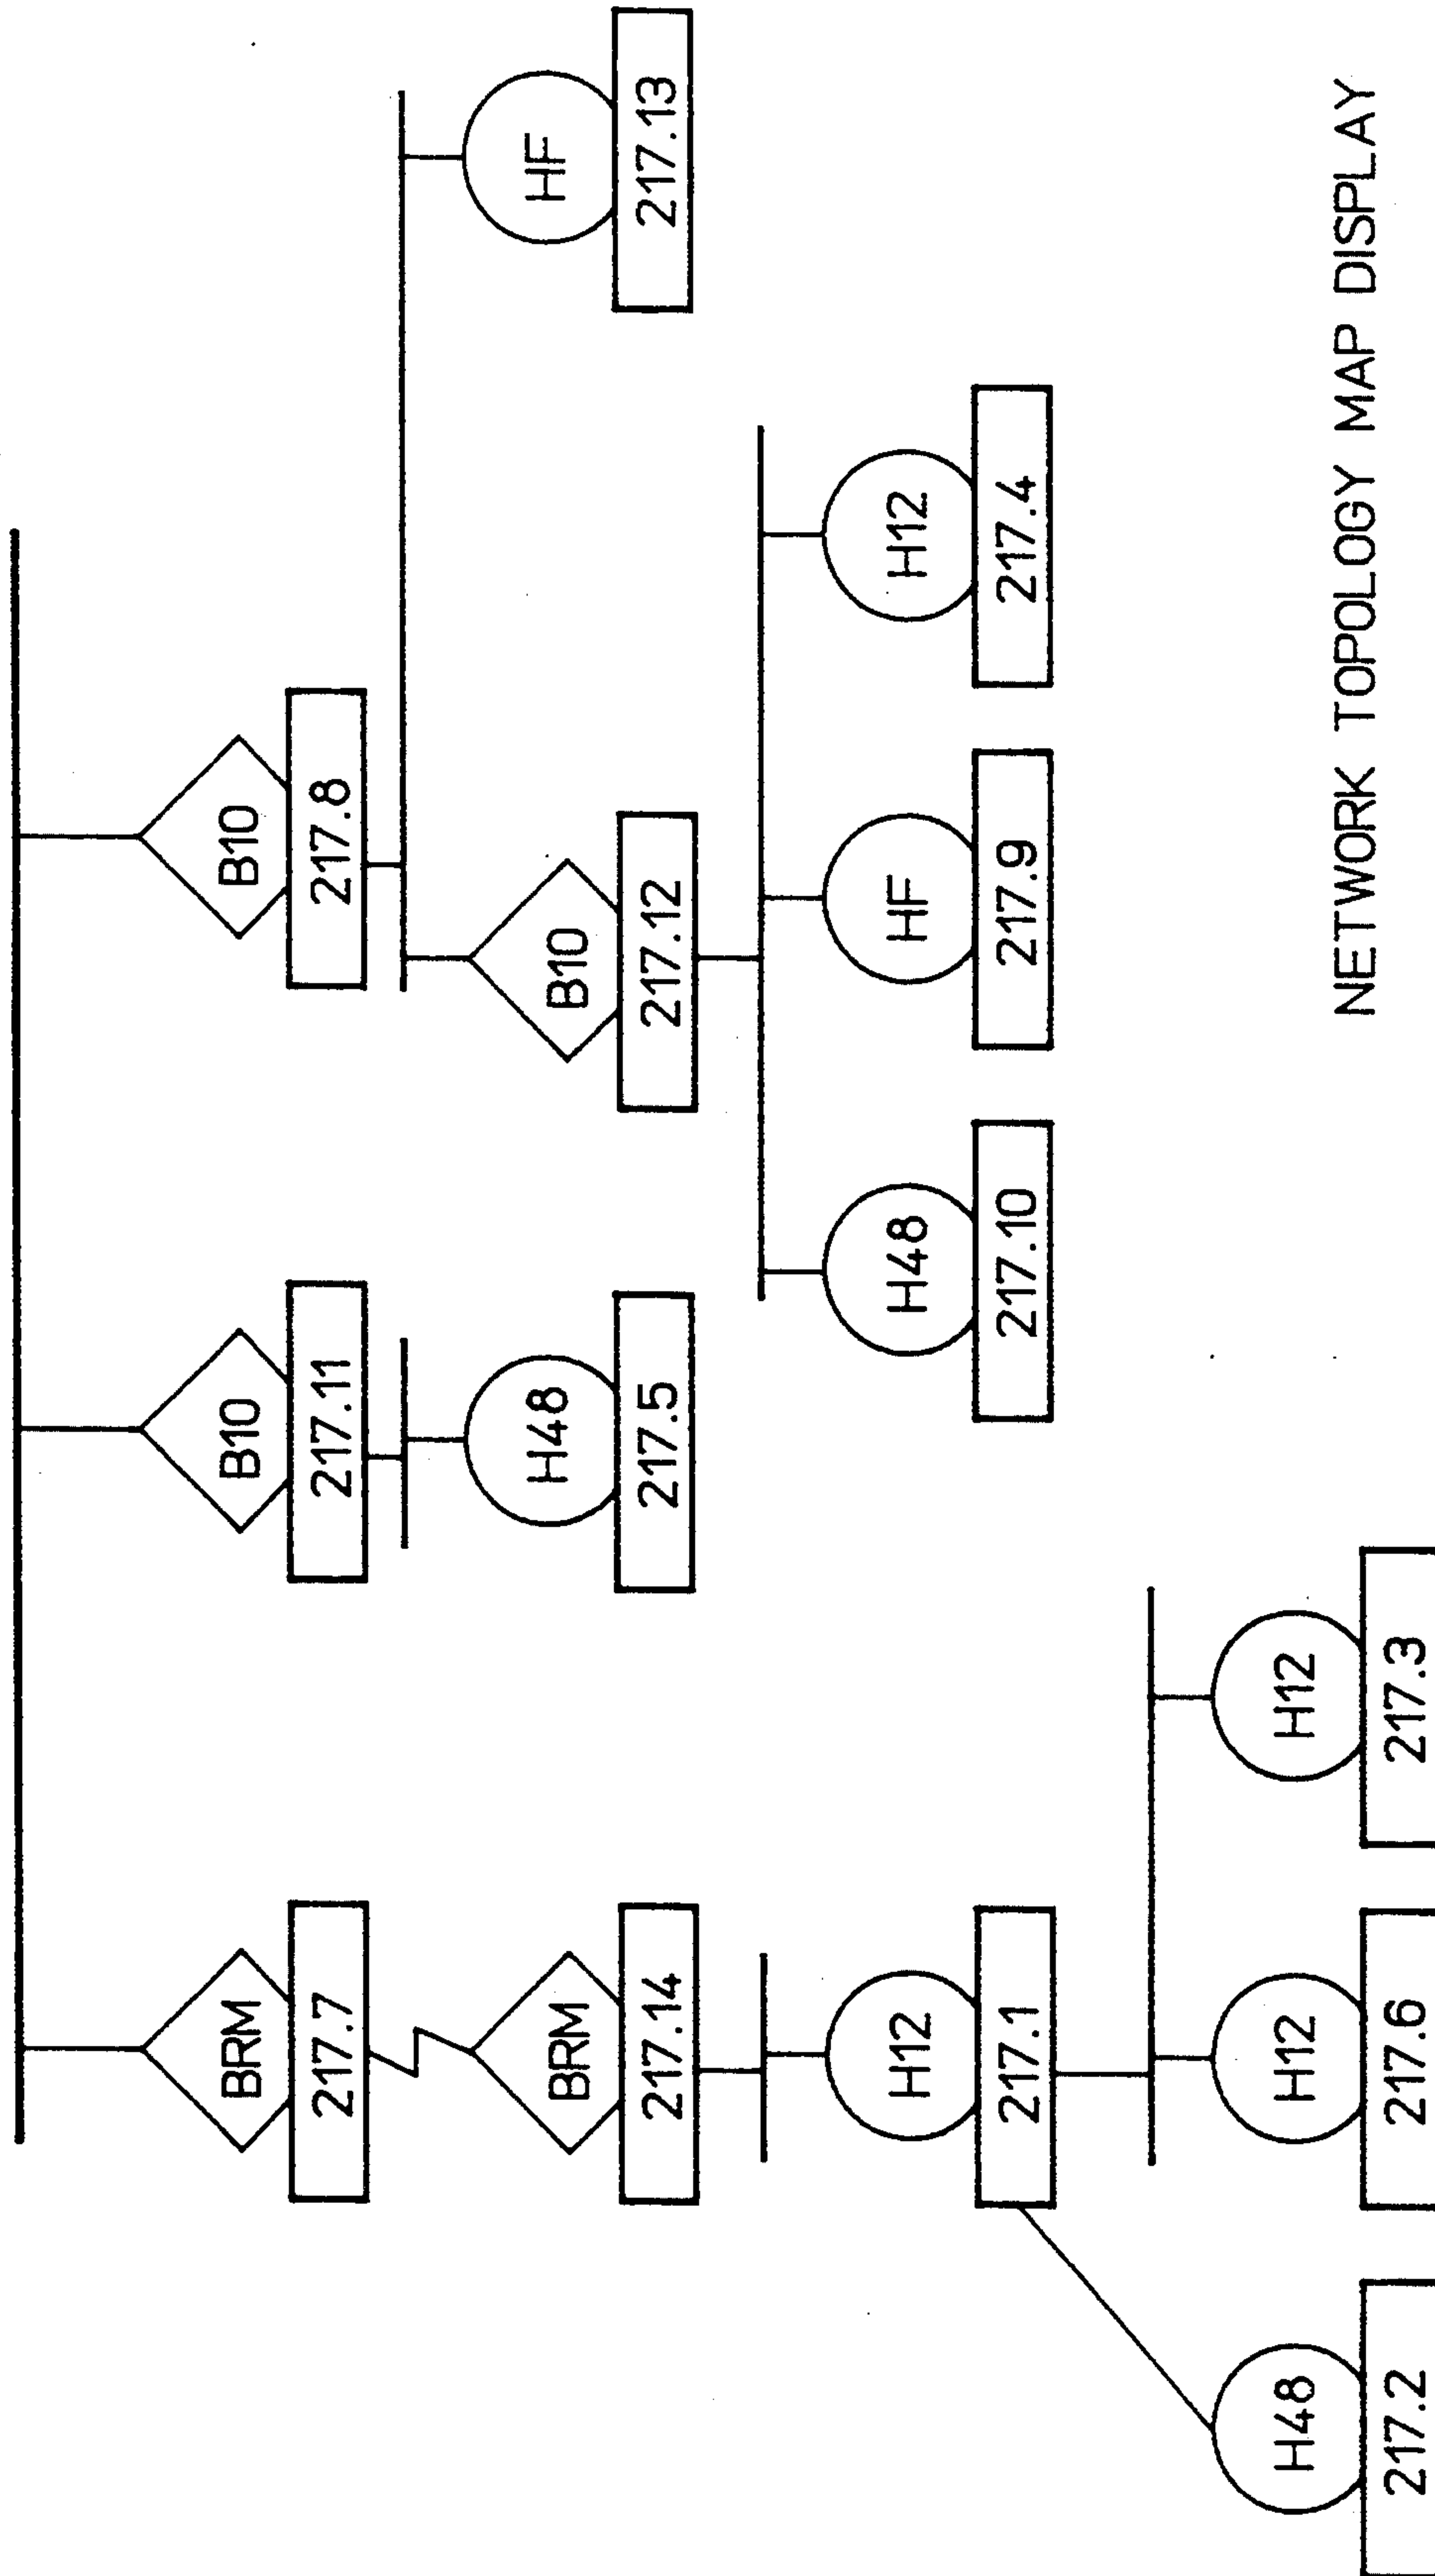 BRM
B10
B10
217.7
217.11
217.8
BRM
H48
B10
HF
217.14
217.5
217.12
217.13
H12
H48
HF
H12
217.1
217.10
217.9
217.4
H48
H12
H12
217.2
217.6
217.3
NETWORK TOPOLOGY MAP DISPLAY